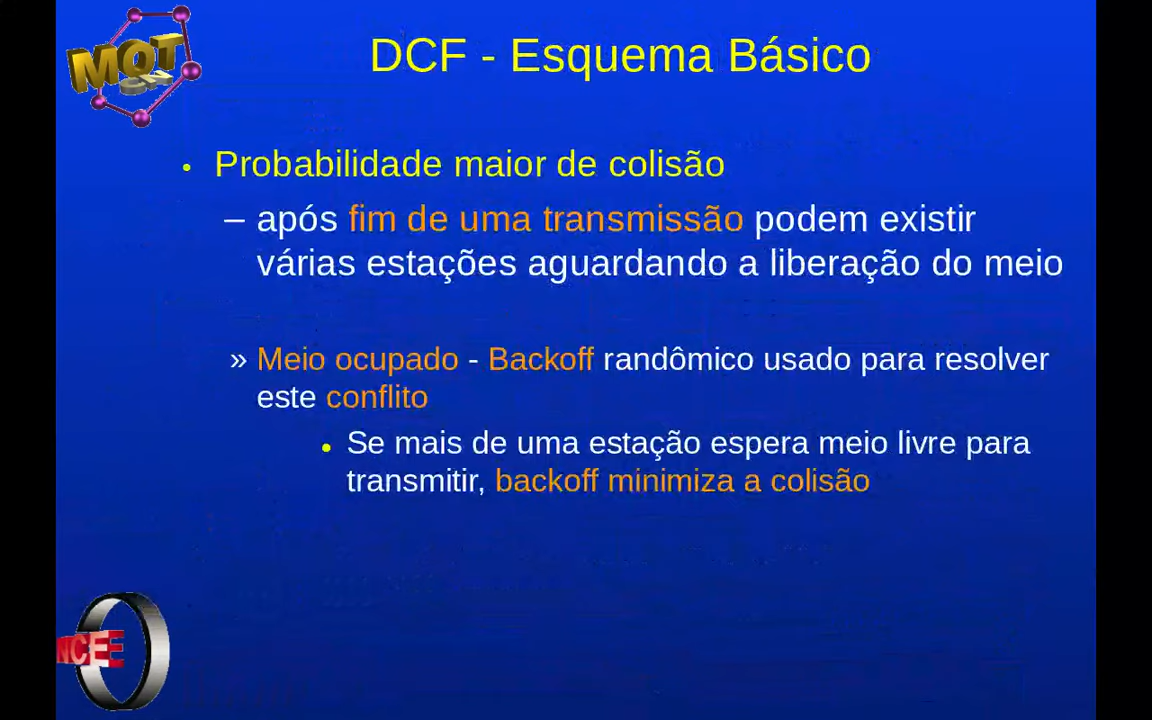 MQT
DCF - Esquema Básico
• Probabilidade maior de colisão
– após fim de uma transmissão podem existir
várias estações aguardando a liberação do meio
» Meio ocupado - Backoff randômico usado para resolver
este conflito
• Se mais de uma estação espera meio livre para
transmitir, backoff minimiza a colisão